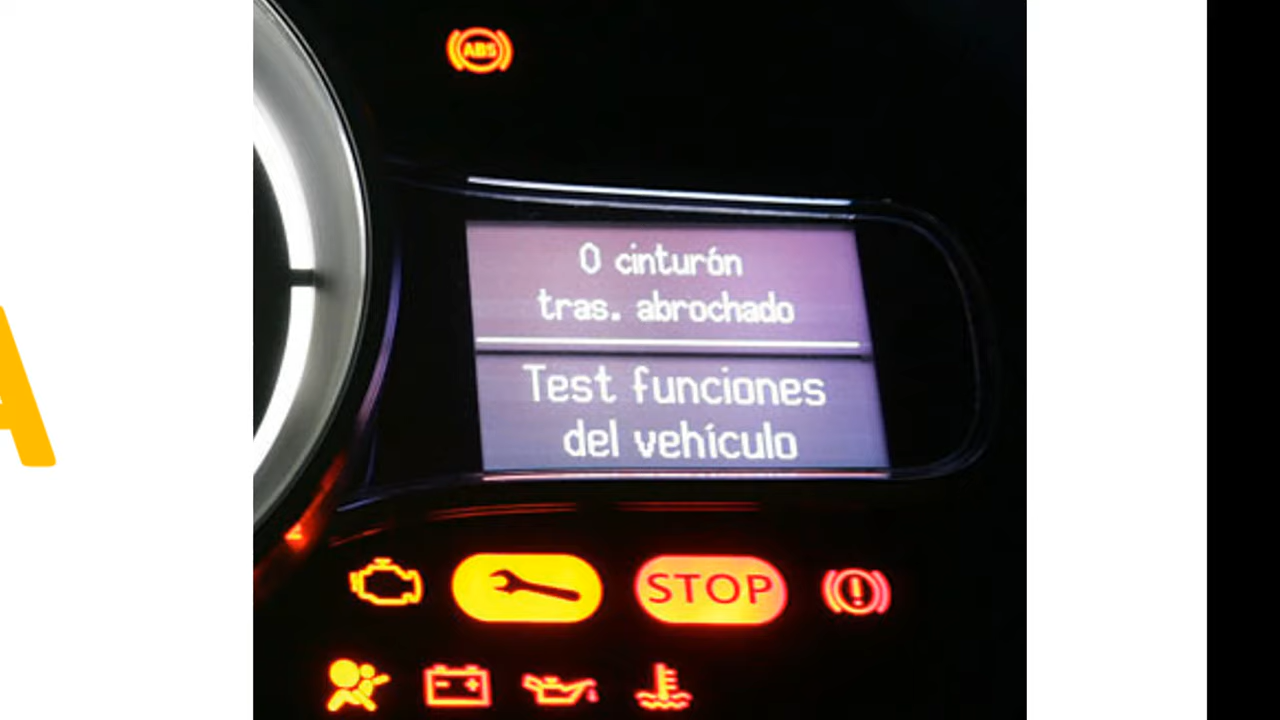 A
ABS
0 cinturón
tras. abrochado
Test funciones
del vehículo
STOP